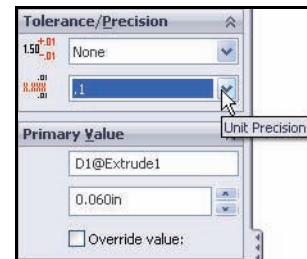 Tolerance/Precision
1.50 +.01 -.01 None
X.XXX .01 .01 .1
Unit Precision
Primary Value
D1@Extrude1
0.060in
Override value: